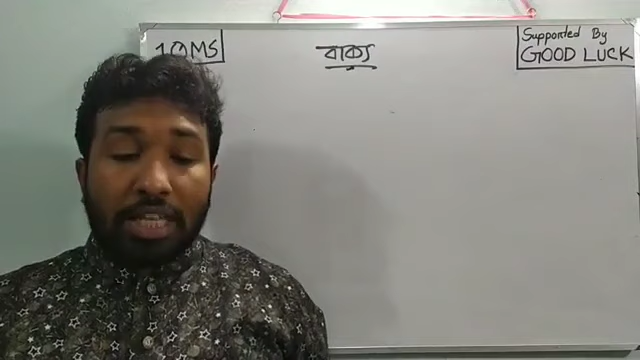 10MS
বাক্য
Supported By
GOOD LUCK